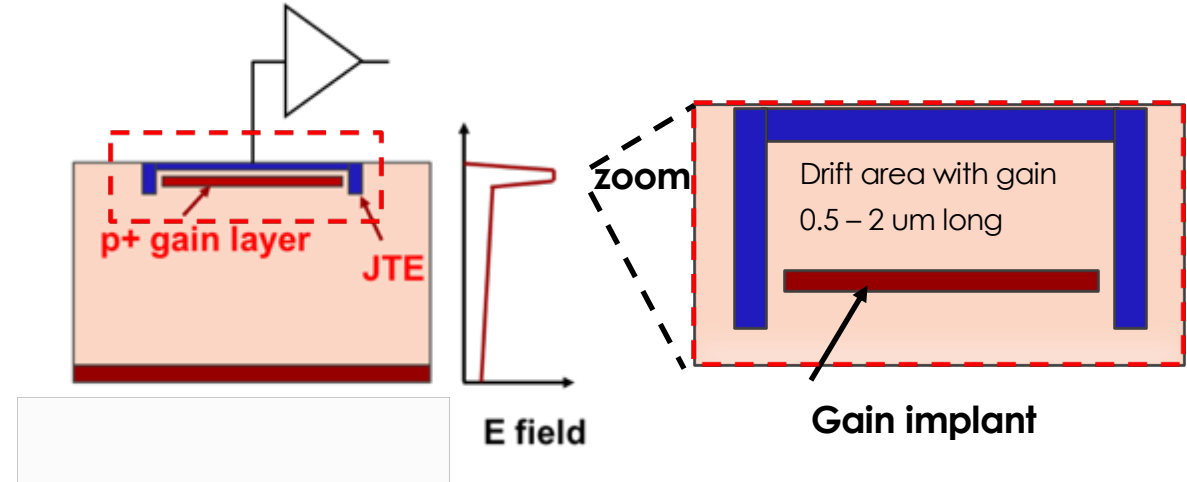 p+ gain layer
JTE
E field
zoom
Drift area with gain
0.5 – 2 um long
Gain implant